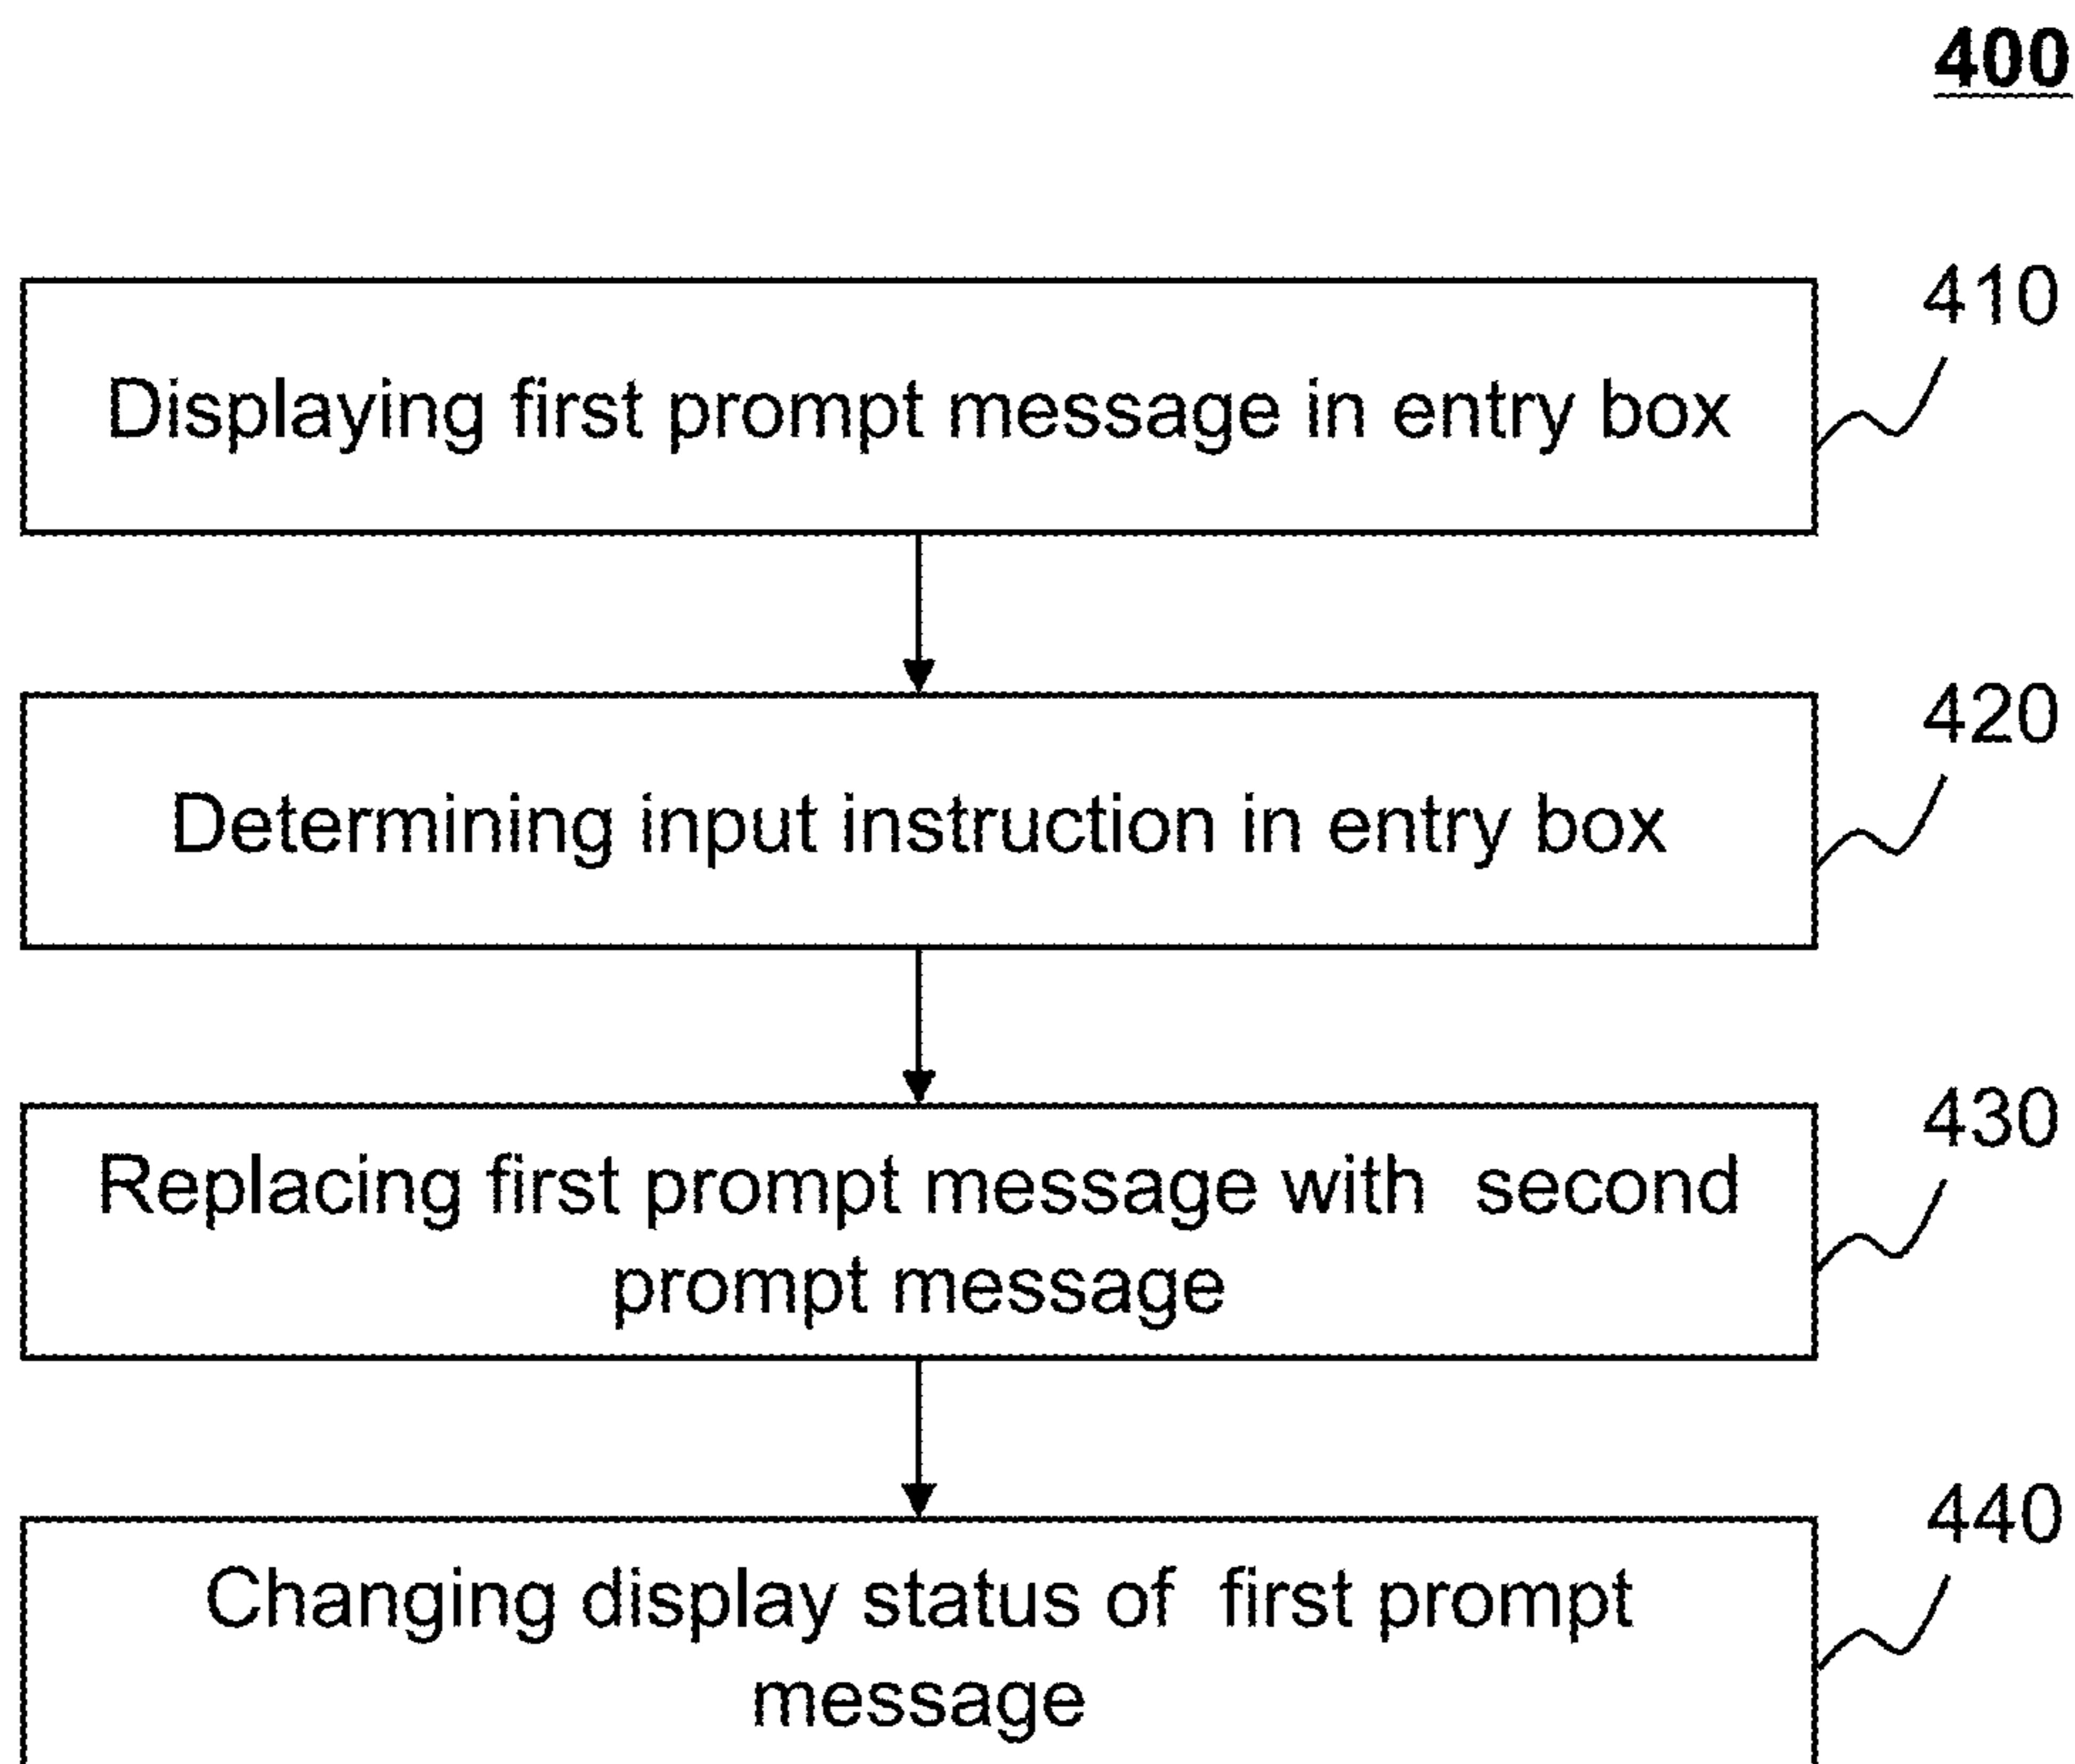 400
410
Displaying first prompt message in entry box
420
Determining input instruction in entry box
430
Replacing first prompt message with second
prompt message
440
Changing display status of first prompt
message